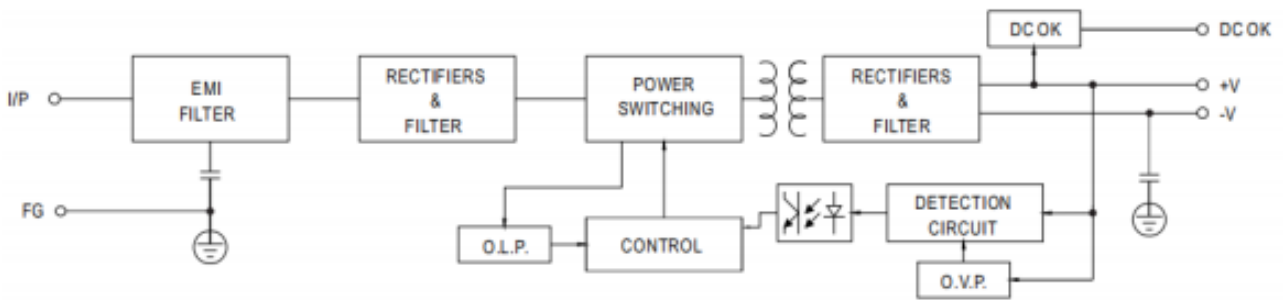 DC OK
DC OK
I/P
EMI
FILTER
RECTIFIERS
&
FILTER
POWER
SWITCHING
RECTIFIERS
&
FILTER
+V
-V
FG
O.L.P.
CONTROL
DETECTION
CIRCUIT
O.V.P.